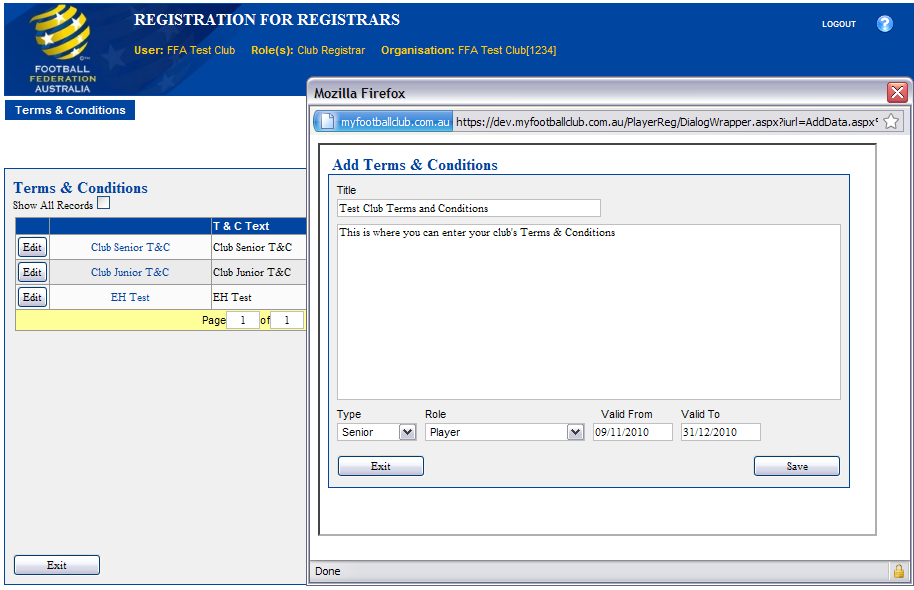 REGISTRATION FOR REGISTRARS
LOGOUT
?
User: FFA Test Club Role(s): Club Registrar Organisation: FFA Test Club[1234]
FOOTBALL
FEDERATION
AUSTRALIA
Terms & Conditions
Terms & Conditions
Show All Records
T & C Text
Edit Club Senior T&C Club Senior T&C
Edit Club Junior T&C Club Junior T&C
Edit EH Test EH Test
Page 1 of 1
Exit
Mozilla Firefox
myfootballclub.com.au https://dev.myfootballclub.com.au/PlayerReg/DialogWrapper.aspx?iurl=AddData.aspx
Add Terms & Conditions
Title
Test Club Terms and Conditions
This is where you can enter your club's Terms & Conditions
Type Role Valid From Valid To
Senior Player 09/11/2010 31/12/2010
Exit Save
Done